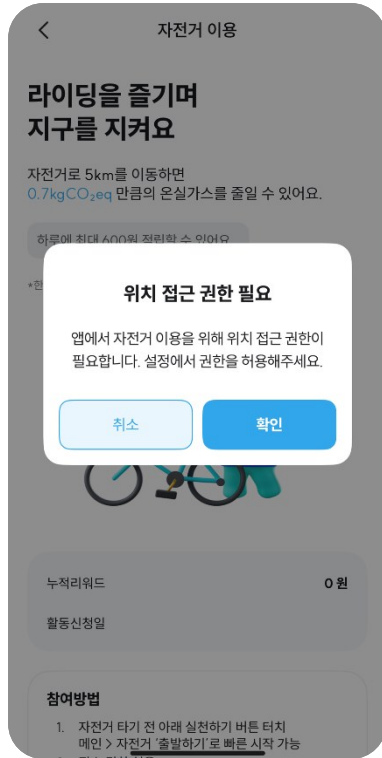 자전거 이용
라이딩을 즐기며
지구를 지켜요
자전거로 5km를 이동하면
0.7kgCO₂eq 만큼의 온실가스를 줄일 수 있어요.
하루에 최대 600원 적립할 수 있어요
*한
위치 접근 권한 필요
앱에서 자전거 이용을 위해 위치 접근 권한이
필요합니다. 설정에서 권한을 허용해주세요.
취소
확인
누적리워드
0 원
활동신청일
참여방법
1. 자전거 타기 전 아래 실천하기 버튼 터치
메인 > 자전거 '출발하기'로 빠른 시작 가능